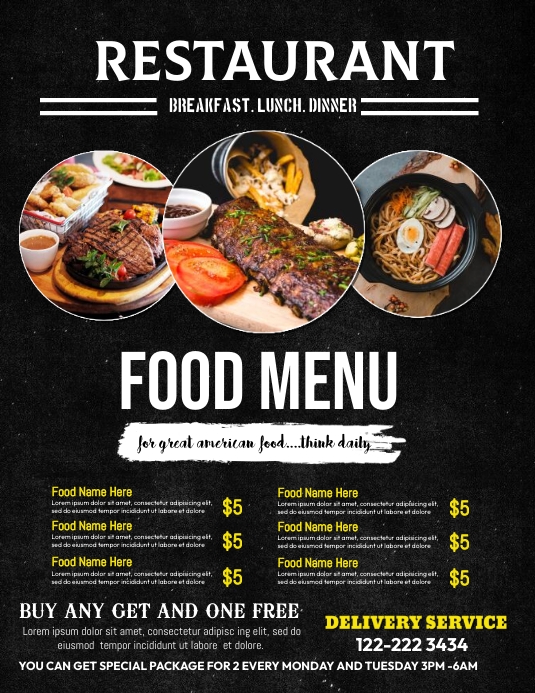 RESTAURANT
BREAKFAST. LUNCH. DINNER
FOOD MENU
for great american food....think daily
Food Name Here
Lorem ipsum dolor sit amet, consectetur adipisicing elit,
sed do eiusmod tempor incididunt ut labore et dolore
$5
Food Name Here
Lorem ipsum dolor sit amet, consectetur adipisicing elit,
sed do eiusmod tempor incididunt ut labore et dolore
$5
Food Name Here
Lorem ipsum dolor sit amet, consectetur adipisicing elit,
sed do eiusmod tempor incididunt ut labore et dolore
$5
Food Name Here
Lorem ipsum dolor sit amet, consectetur adipisicing elit,
sed do eiusmod tempor incididunt ut labore et dolore
$5
Food Name Here
Lorem ipsum dolor sit amet, consectetur adipisicing elit,
sed do eiusmod tempor incididunt ut labore et dolore
$5
Food Name Here
Lorem ipsum dolor sit amet, consectetur adipisicing elit,
sed do eiusmod tempor incididunt ut labore et dolore
$5
BUY ANY GET AND ONE FREE
Lorem ipsum dolor sit amet, consectetur adipisc ing elit, sed do
eiusmod tempor incididunt ut labore et dolore.
DELIVERY SERVICE
122-222 3434
YOU CAN GET SPECIAL PACKAGE FOR 2 EVERY MONDAY AND TUESDAY 3PM -6AM